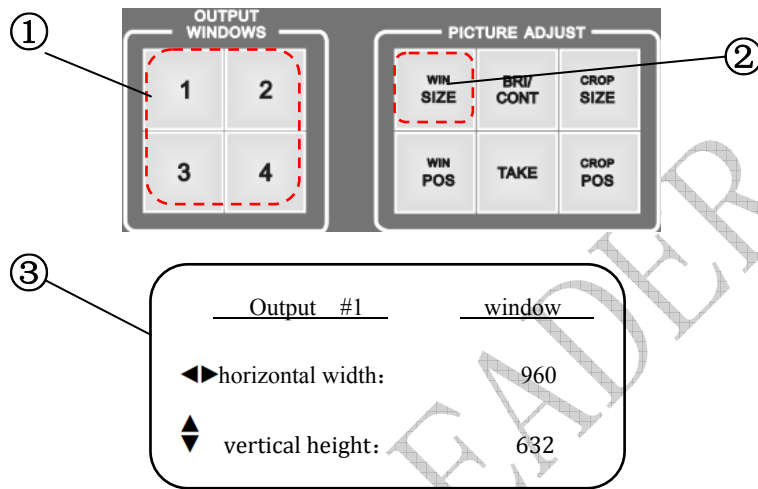 ①
OUTPUT
WINDOWS
1
2
3
4
PICTURE ADJUST
②
WIN
SIZE
BRI/
CONT
CROP
SIZE
WIN
POS
TAKE
CROP
POS
③
Output #1 window
horizontal width： 960
vertical height： 632
EADER